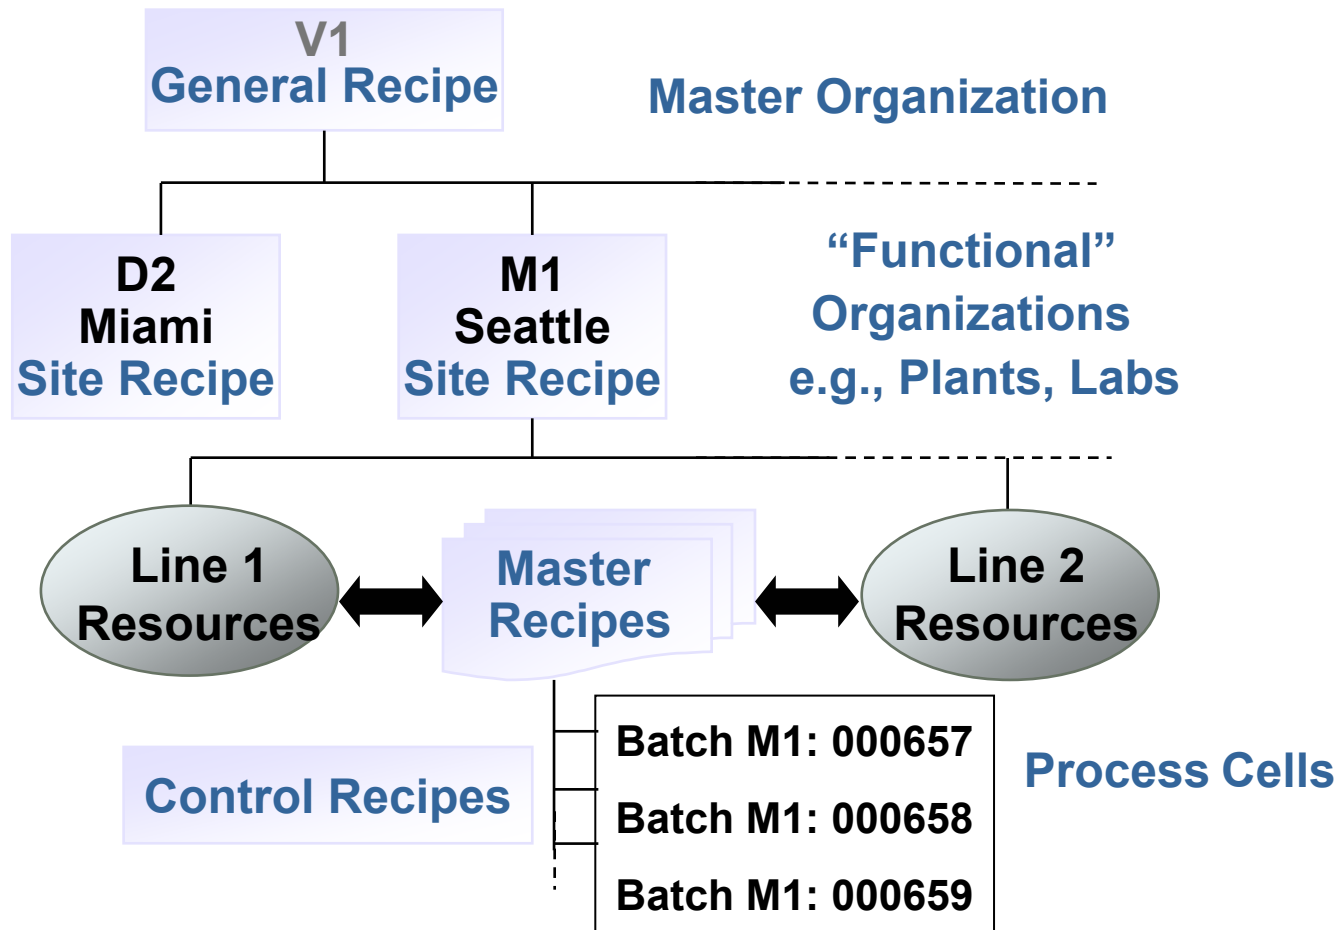 V1
General Recipe
Master Organization
D2
Miami
Site Recipe
M1
Seattle
Site Recipe
“Functional”
Organizations
e.g., Plants, Labs
Line 1
Resources
Master
Recipes
Line 2
Resources
Control Recipes
Batch M1: 000657
Batch M1: 000658
Batch M1: 000659
Process Cells